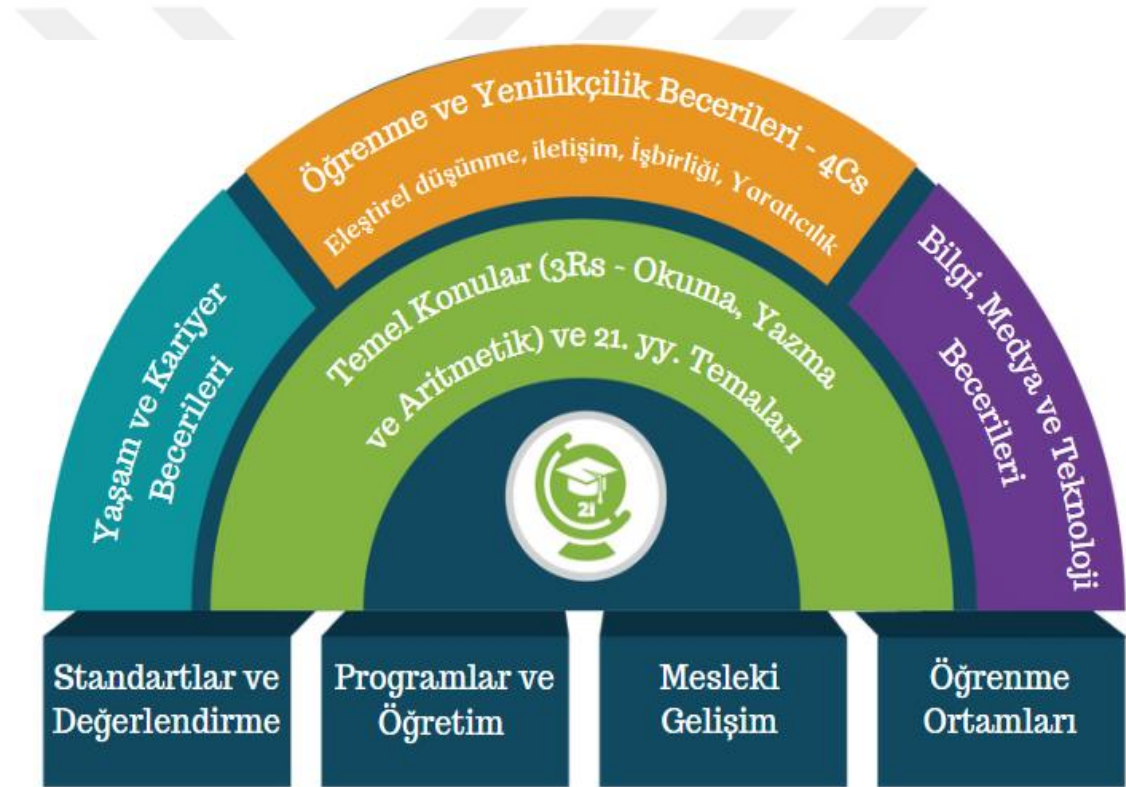 Öğrenme ve Yenilikçilik Becerileri - 4Cs
Eleştirel düşünme, iletişim, İşbirliği, Yaratıcılık
Yaşam ve Kariyer
Becerileri
Temel Konular (3Rs - Okuma, Yazma
ve Aritmetik) ve 21. yy. Temaları
Bilgi, Medya ve Teknoloji
Becerileri
21
Standartlar ve
Değerlendirme
Programlar ve
Öğretim
Mesleki
Gelişim
Öğrenme
Ortamları